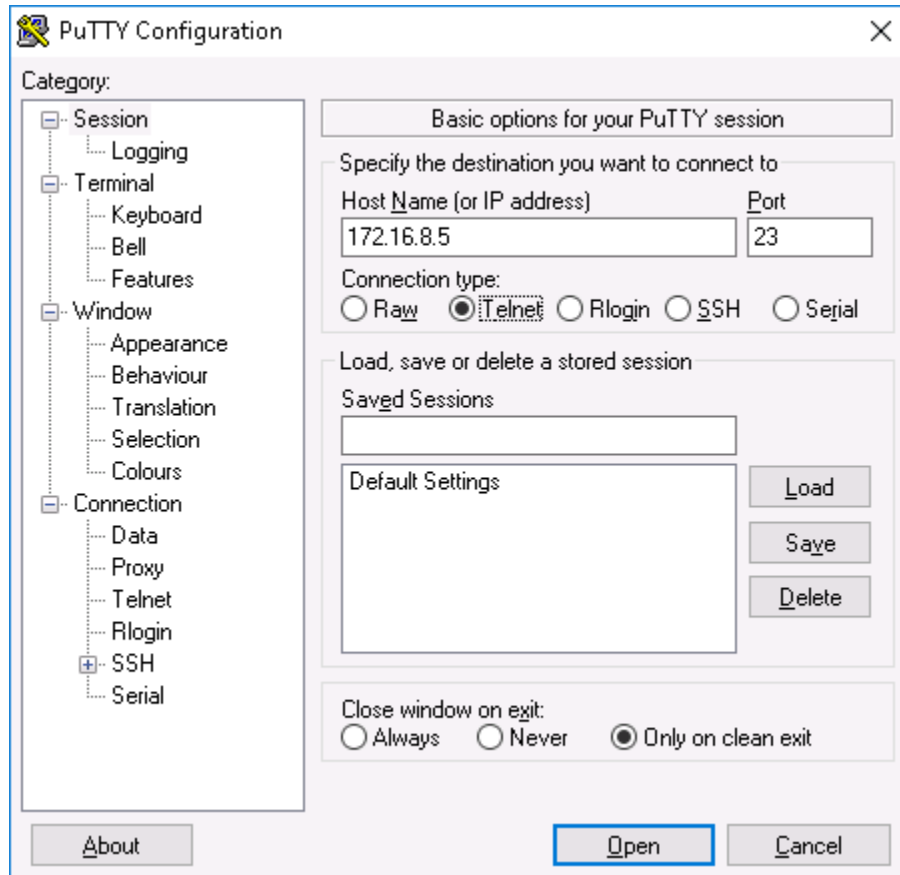 PuTTY Configuration
Category:
Session
Logging
Terminal
Keyboard
Bell
Features
Window
Appearance
Behaviour
Translation
Selection
Colours
Connection
Data
Proxy
Telnet
Rlogin
SSH
Serial
Basic options for your PuTTY session
Specify the destination you want to connect to
Host Name (or IP address) Port
172.16.8.5 23
Connection type:
Raw Telnet Rlogin SSH Serial
Load, save or delete a stored session
Saved Sessions
Default Settings
Load
Save
Delete
Close window on exit:
Always Never Only on clean exit
About Open Cancel